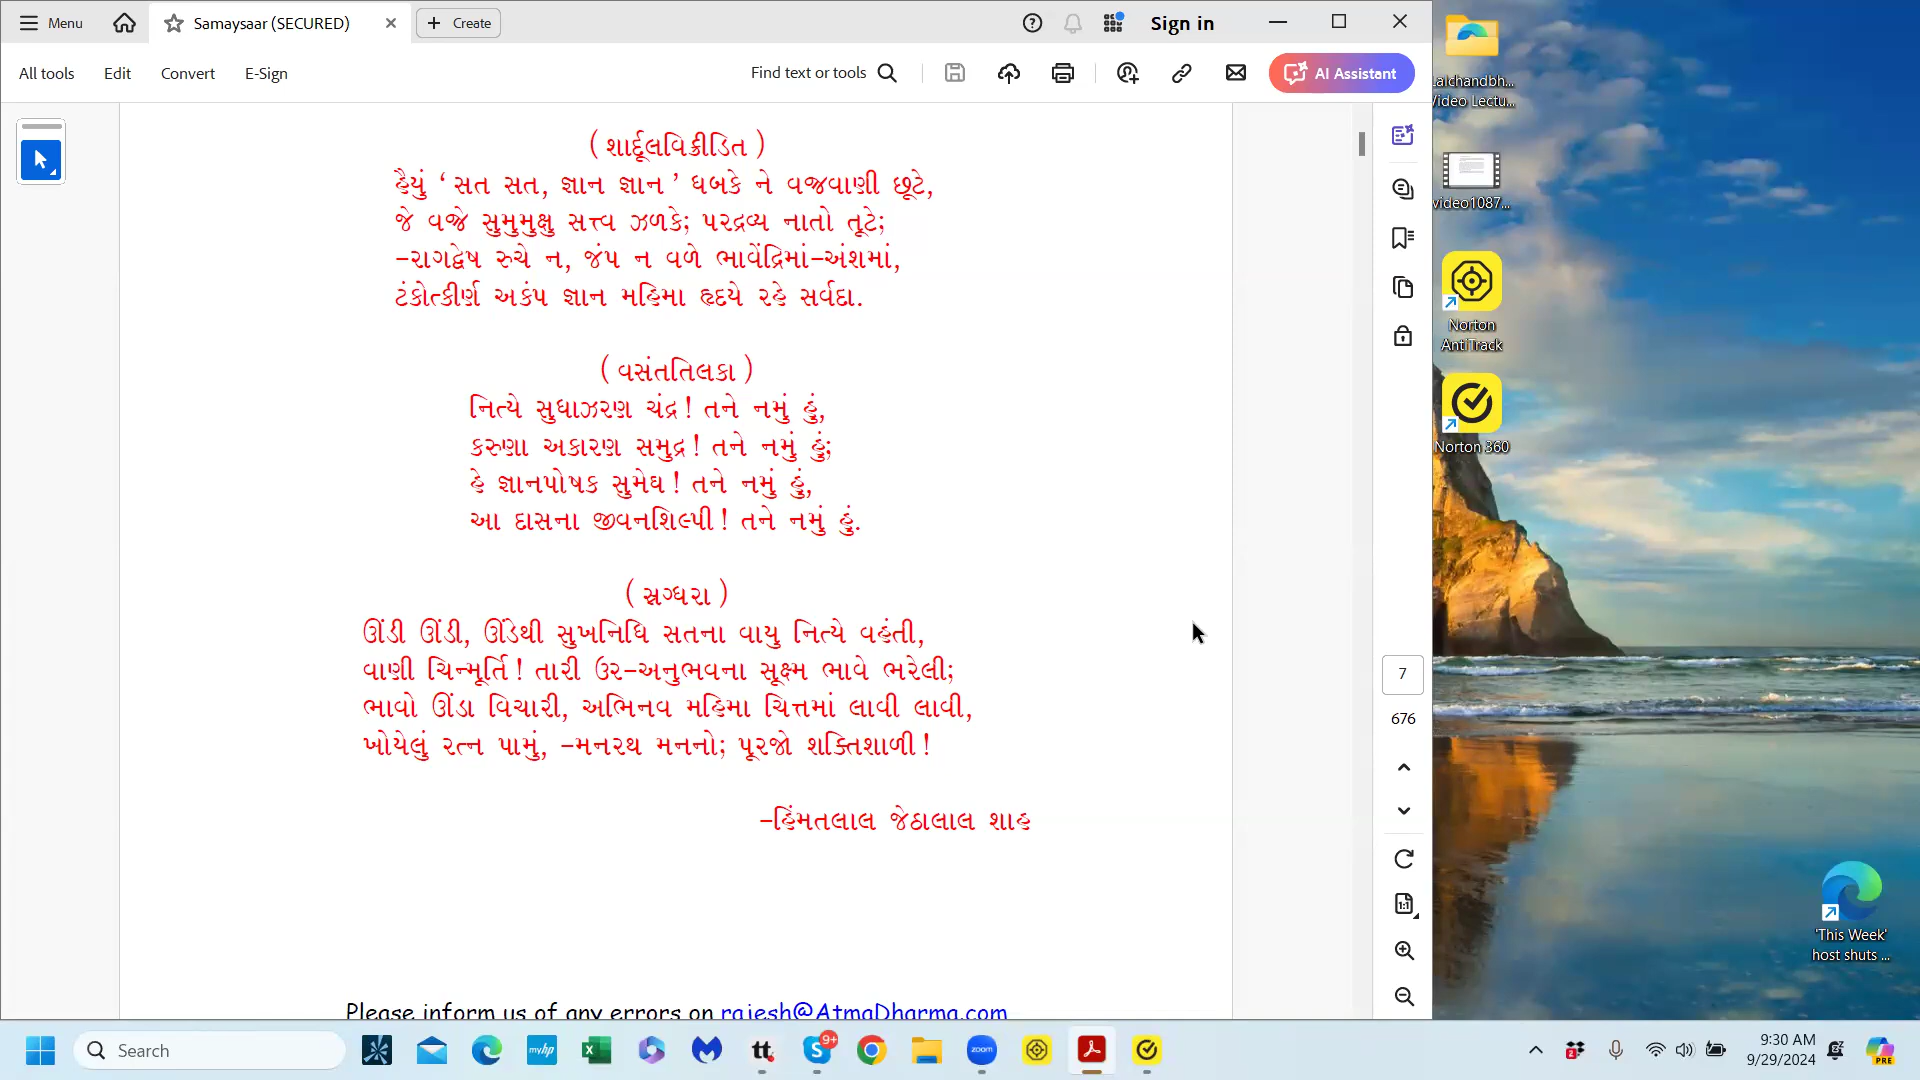 Menu
Samaysaar (SECURED)
Create
Sign in
All tools
Edit
Convert
E-Sign
Find text or tools
AI Assistant
( શાર્દૂલવિક્રીડિત )
હૈયું ‘ સત સત, જ્ઞાન જ્ઞાન ’ ધબકે ને વજ્રવાણી છૂટે,
જે વજ્રે સુમુમુક્ષુ સત્ત્વ ઝળકે; પરદ્રવ્ય નાતો તૂટે;
-રાગદ્વેષ રુચે ન, જંપ ન વળે ભાવેંદ્રિમાં-અંશમાં,
ટંકોત્કીર્ણ અકંપ જ્ઞાન મહિમા હૃદયે રહે સર્વદા.
( વસંતતિલકા )
નિત્યે સુધાઝરણ ચંદ્ર! તને નમું હું,
કરુણા અકારણ સમુદ્ર! તને નમું હું;
હે જ્ઞાનપોષક સુમેઘ! તને નમું હું,
આ દાસના જીવનશિલ્પી! તને નમું હું.
( સ્રગ્ધરા )
ઊંડી ઊંડી, ઊંડેથી સુખનિધિ સતના વાયુ નિત્યે વહંતી,
વાણી ચિન્મૂર્તિ! તારી ઉર-અનુભવના સૂક્ષ્મ ભાવે ભરેલી;
ભાવો ઊંડા વિચારી, અભિનવ મહિમા ચિત્તમાં લાવી લાવી,
ખોયેલું રત્ન પામું, -મનરથ મનનો; પૂરજો શક્તિશાળી!
-હિંમતલાલ જેઠાલાલ શાહ
Please inform us of any errors on rajesh@AtmaDharma.com
7
676
Lalchandbh...
Video Lectu...
video1087...
Norton
AntiTrack
Norton 360
'This Week'
host shuts ...
Search
9:30 AM
9/29/2024